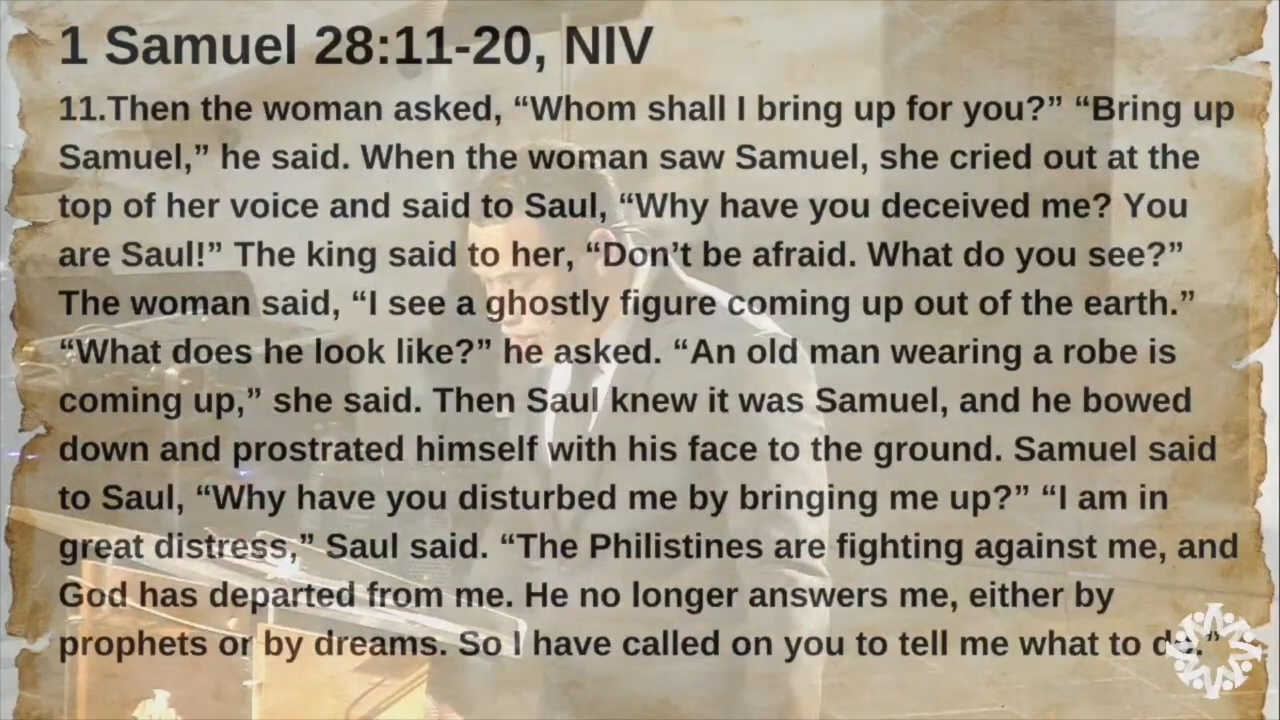 1 Samuel 28:11-20, NIV
11.Then the woman asked, “Whom shall I bring up for you?” “Bring up
Samuel,” he said. When the woman saw Samuel, she cried out at the
top of her voice and said to Saul, “Why have you deceived me? You
are Saul!” The king said to her, “Don’t be afraid. What do you see?”
The woman said, “I see a ghostly figure coming up out of the earth.”
“What does he look like?” he asked. “An old man wearing a robe is
coming up,” she said. Then Saul knew it was Samuel, and he bowed
down and prostrated himself with his face to the ground. Samuel said
to Saul, “Why have you disturbed me by bringing me up?” “I am in
great distress,” Saul said. “The Philistines are fighting against me, and
God has departed from me. He no longer answers me, either by
prophets or by dreams. So I have called on you to tell me what to do.”